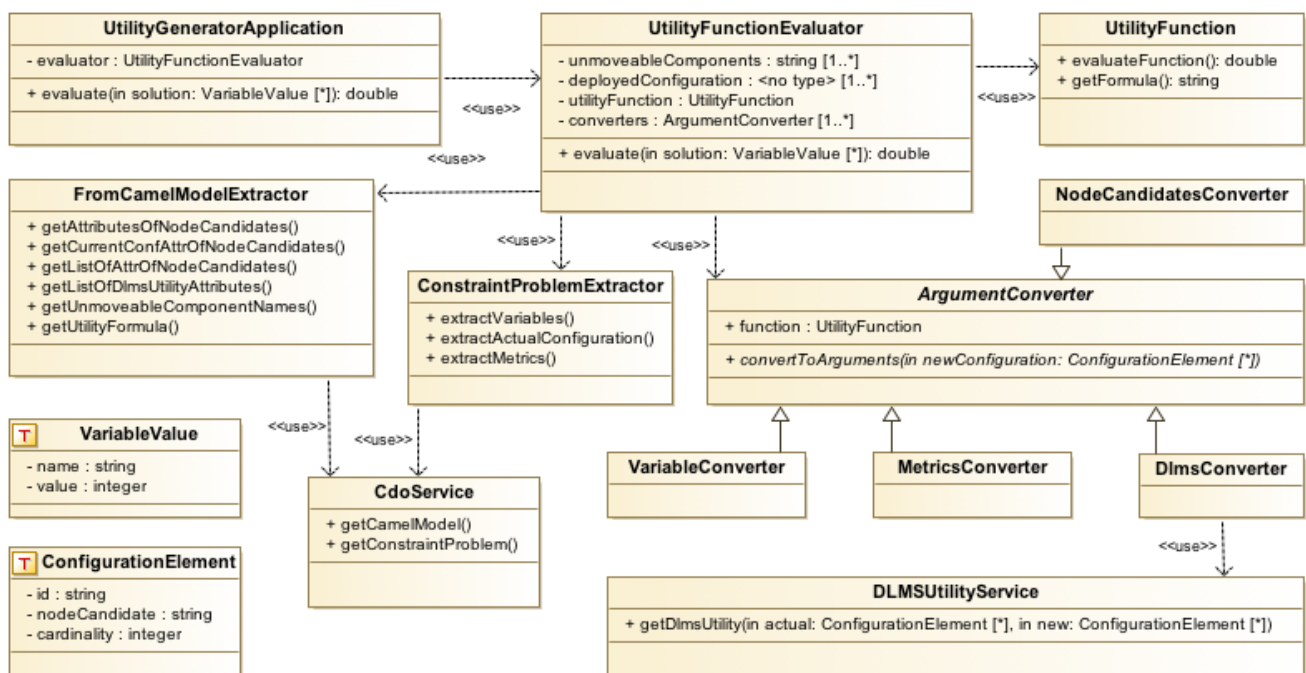 UtilityGeneratorApplication
- evaluator : UtilityFunctionEvaluator
+ evaluate(in solution: VariableValue [*]): double
<<use>>
UtilityFunctionEvaluator
- unmoveableComponents : string [1..*]
- deployedConfiguration : <no type> [1..*]
- utilityFunction : UtilityFunction
- converters : ArgumentConverter [1..*]
+ evaluate(in solution: VariableValue [*]): double
<<use>>
UtilityFunction
+ evaluateFunction(): double
+ getFormula(): string
<<use>>
FromCamelModelExtractor
+ getAttributesOfNodeCandidates()
+ getCurrentConfAttrOfNodeCandidates()
+ getListOfAttrOfNodeCandidates()
+ getListOfDlmsUtilityAttributes()
+ getUnmoveableComponentNames()
+ getUtilityFormula()
<<use>>
ConstraintProblemExtractor
+ extractVariables()
+ extractActualConfiguration()
+ extractMetrics()
<<use>>
NodeCandidatesConverter
ArgumentConverter
+ function : UtilityFunction
+ convertToArguments(in newConfiguration: ConfigurationElement [*])
T
VariableValue
- name : string
- value : integer
<<use>>
<<use>>
CdoService
+ getCamelModel()
+ getConstraintProblem()
VariableConverter
MetricsConverter
DlmsConverter
<<use>>
T
ConfigurationElement
- id : string
- nodeCandidate : string
- cardinality : integer
DLMSUtilityService
+ getDlmsUtility(in actual: ConfigurationElement [*], in new: ConfigurationElement [*])